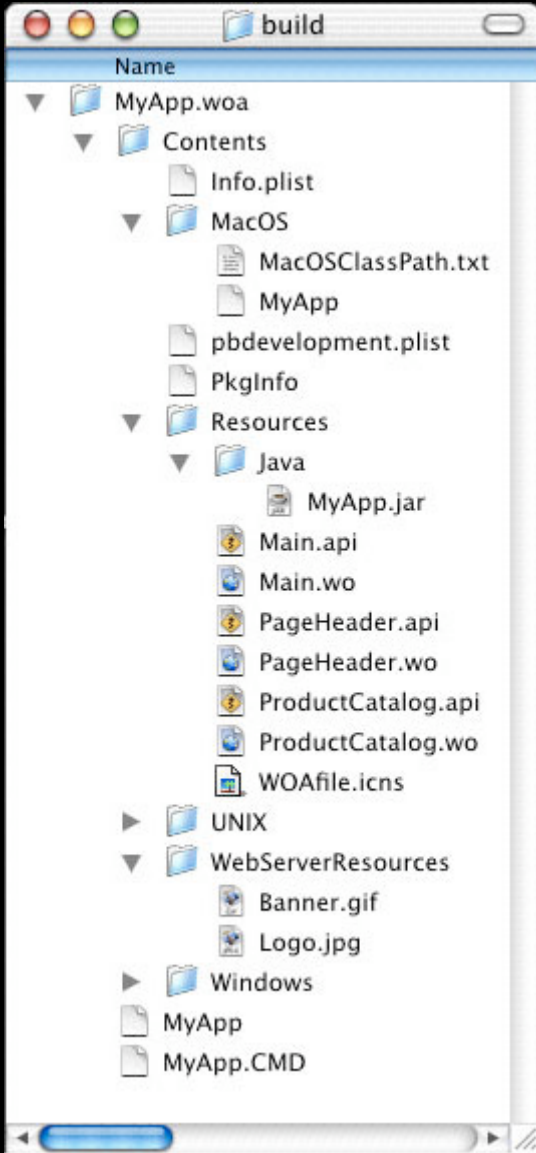 build
Name
MyApp.woa
Contents
Info.plist
MacOS
MacOSClassPath.txt
MyApp
pbdevelopment.plist
PkgInfo
Resources
Java
MyApp.jar
Main.api
Main.wo
PageHeader.api
PageHeader.wo
ProductCatalog.api
ProductCatalog.wo
WOAfile.icns
UNIX
WebServerResources
Banner.gif
Logo.jpg
Windows
MyApp
MyApp.CMD